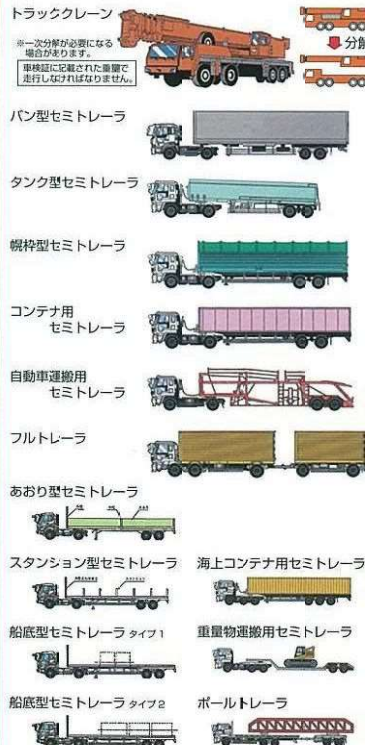 トラッククレーン
※一次分解が必要になる
場合があります。
車検証に記載された重量で
走行しなければなりません。
分解
バン型セミトレーラ
タンク型セミトレーラ
幌枠型セミトレーラ
コンテナ用
セミトレーラ
自動車運搬用
セミトレーラ
フルトレーラ
あおり型セミトレーラ
スタンション型セミトレーラ
海上コンテナ用セミトレーラ
船底型セミトレーラ タイプ1
重量物運搬用セミトレーラ
船底型セミトレーラ タイプ2
ポールトレーラ